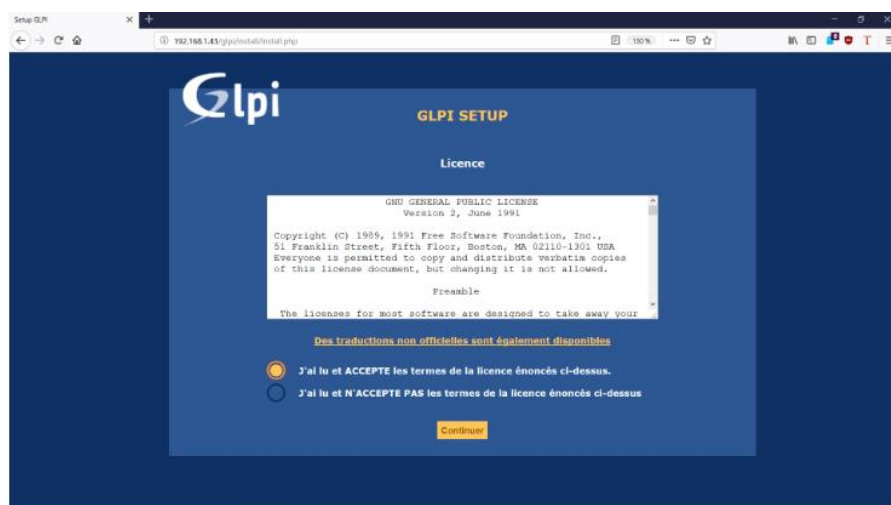 Setup GLPI
192.168.1.45/glpi/install/install.php
130 %
Glpi
GLPI SETUP
Licence
GNU GENERAL PUBLIC LICENSE
Version 2, June 1991
Copyright (C) 1989, 1991 Free Software Foundation, Inc.,
51 Franklin Street, Fifth Floor, Boston, MA 02110-1301 USA
Everyone is permitted to copy and distribute verbatim copies
of this license document, but changing it is not allowed.
Preamble
The licenses for most software are designed to take away your
Des traductions non officielles sont également disponibles
J'ai lu et ACCEPTE les termes de la licence énoncés ci-dessus.
J'ai lu et N'ACCEPTE PAS les termes de la licence énoncés ci-dessus
Continuer